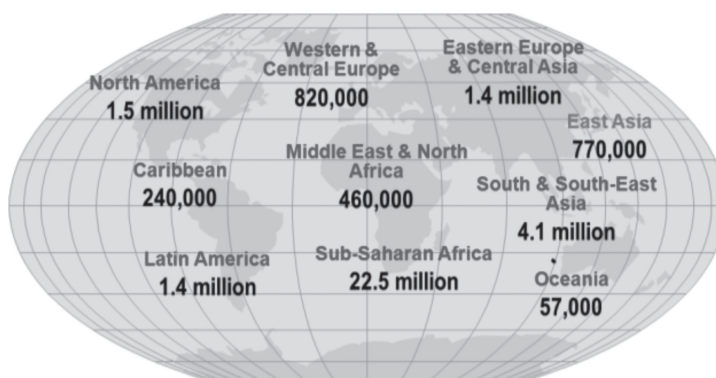 Western &
Central Europe
820,000
Eastern Europe
& Central Asia
1.4 million
North America
1.5 million
East Asia
770,000
Middle East & North
Africa
460,000
Caribbean
240,000
South & South-East
Asia
4.1 million
Latin America
1.4 million
Sub-Saharan Africa
22.5 million
Oceania
57,000